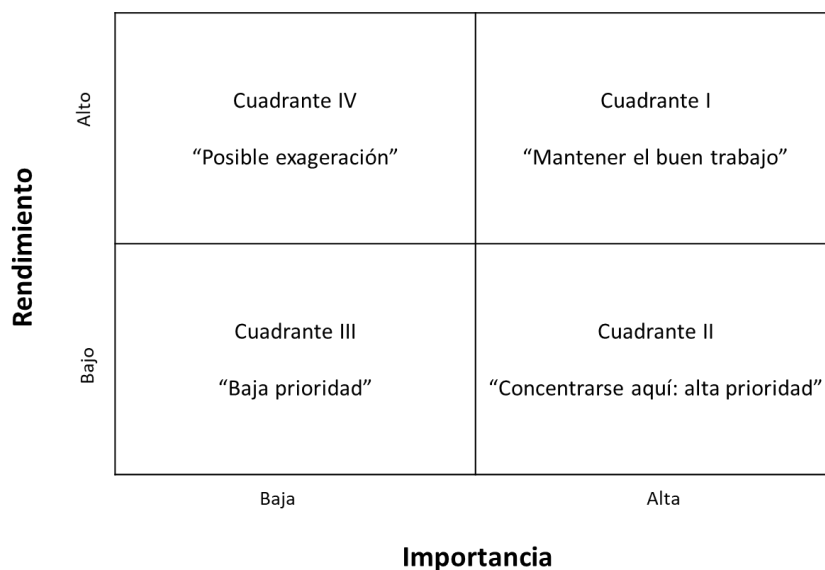 Rendimiento
Alto
Cuadrante IV
“Posible exageración”
Cuadrante I
“Mantener el buen trabajo”
Bajo
Cuadrante III
“Baja prioridad”
Cuadrante II
“Concentrarse aquí: alta prioridad”
Baja
Alta
Importancia